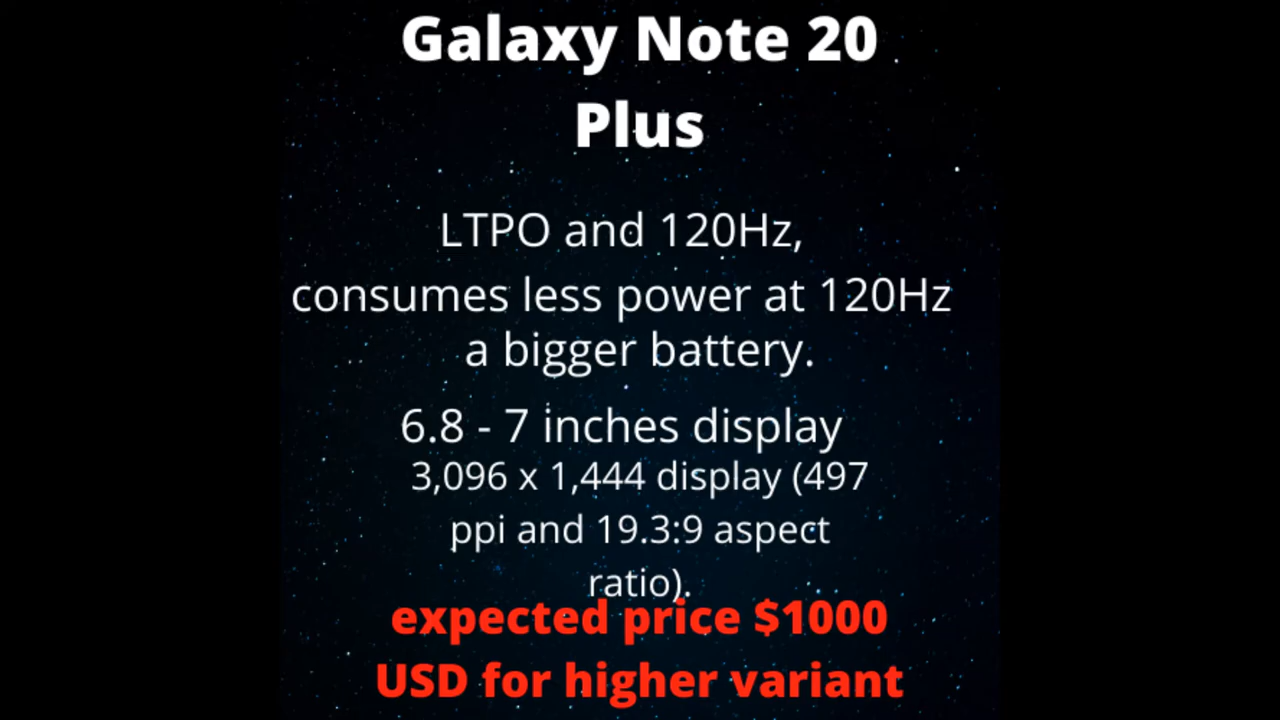 Galaxy Note 20
Plus
LTPO and 120Hz,
consumes less power at 120Hz
a bigger battery.
6.8 - 7 inches display
3,096 x 1,444 display (497
ppi and 19.3:9 aspect
ratio).
expected price $1000
USD for higher variant